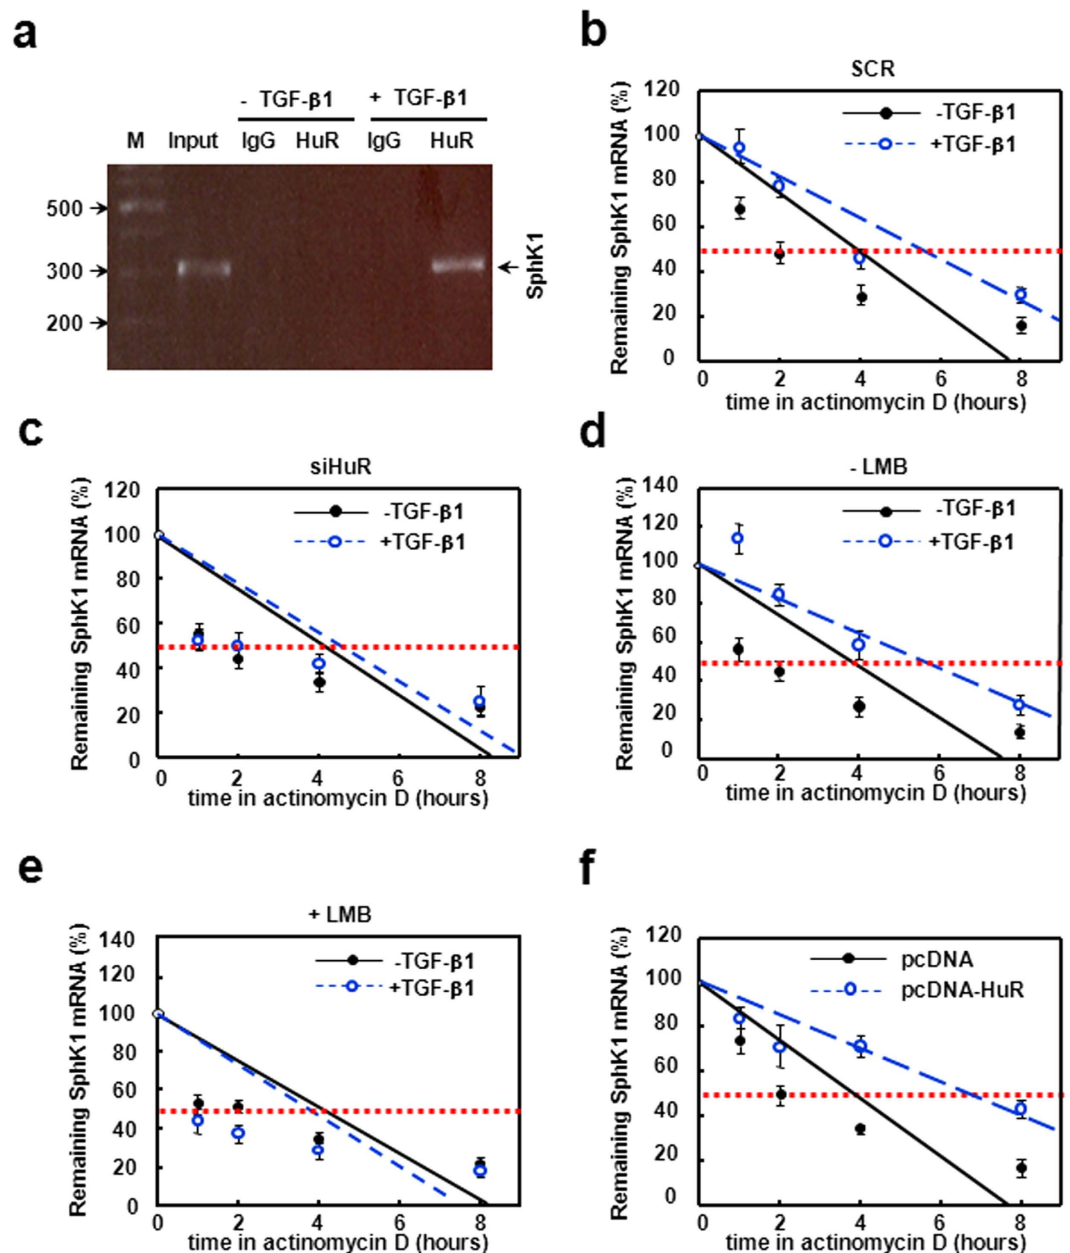 a
- TGF-β1 + TGF-β1
M Input IgG HuR IgG HuR
500
300
200
SphK1
b
SCR
Remaining SphK1 mRNA (%)
120
100
80
60
40
20
0
-TGF-β1
+TGF-β1
0 2 4 6 8
time in actinomycin D (hours)
c
siHuR
Remaining SphK1 mRNA (%)
120
100
80
60
40
20
0
-TGF-β1
+TGF-β1
0 2 4 6 8
time in actinomycin D (hours)
d
- LMB
Remaining SphK1 mRNA (%)
140
120
100
80
60
40
20
0
-TGF-β1
+TGF-β1
0 2 4 6 8
time in actinomycin D (hours)
e
+ LMB
Remaining SphK1 mRNA (%)
140
120
100
80
60
40
20
0
-TGF-β1
+TGF-β1
0 2 4 6 8
time in actinomycin D (hours)
f
Remaining SphK1 mRNA (%)
120
100
80
60
40
20
0
pcDNA
pcDNA-HuR
0 2 4 6 8
time in actinomycin D (hours)